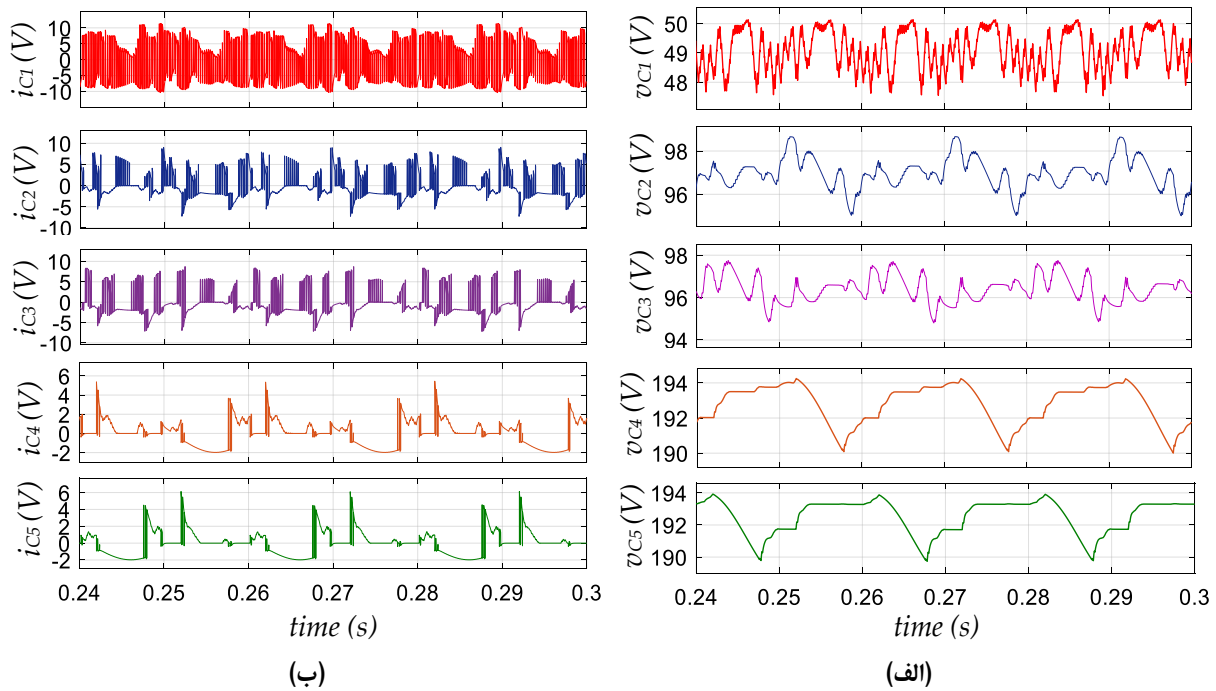 i_C1 (V)
10
5
0
-5
-10
i_C2 (V)
10
5
0
-5
-10
i_C3 (V)
10
5
0
-5
-10
i_C4 (V)
6
4
2
0
-2
i_C5 (V)
6
4
2
0
-2
0.24 0.25 0.26 0.27 0.28 0.29 0.3
time (s)
(ب)
v_C1 (V)
50
49
48
v_C2 (V)
98
96
v_C3 (V)
98
96
94
v_C4 (V)
194
192
190
v_C5 (V)
194
192
190
0.24 0.25 0.26 0.27 0.28 0.29 0.3
time (s)
(الف)